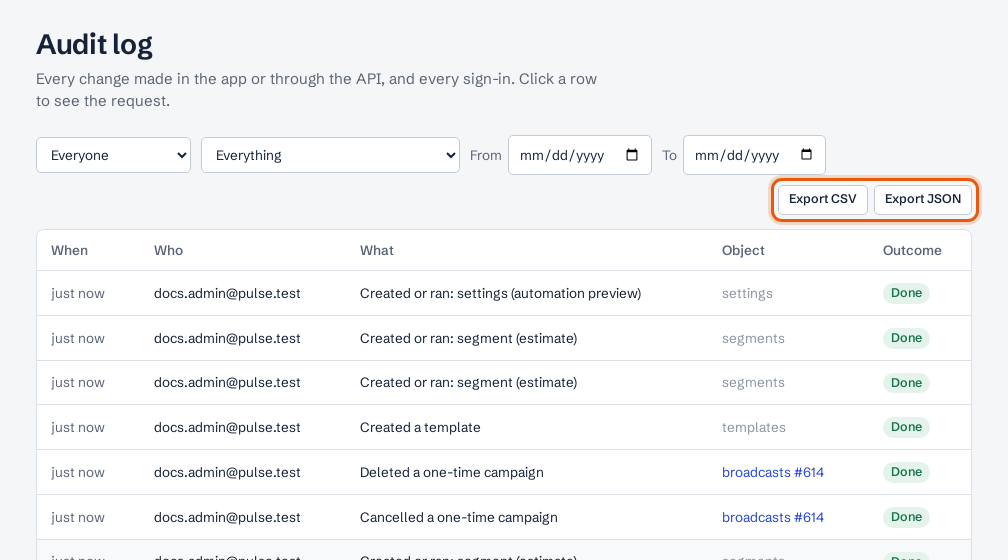 Audit log
Every change made in the app or through the API, and every sign-in. Click a row
to see the request.
Everyone Everything From mm/dd/yyyy To mm/dd/yyyy
Export CSV Export JSON
When Who What Object Outcome
just now docs.admin@pulse.test Created or ran: settings (automation preview) settings Done
just now docs.admin@pulse.test Created or ran: segment (estimate) segments Done
just now docs.admin@pulse.test Created or ran: segment (estimate) segments Done
just now docs.admin@pulse.test Created a template templates Done
just now docs.admin@pulse.test Deleted a one-time campaign broadcasts #614 Done
just now docs.admin@pulse.test Cancelled a one-time campaign broadcasts #614 Done